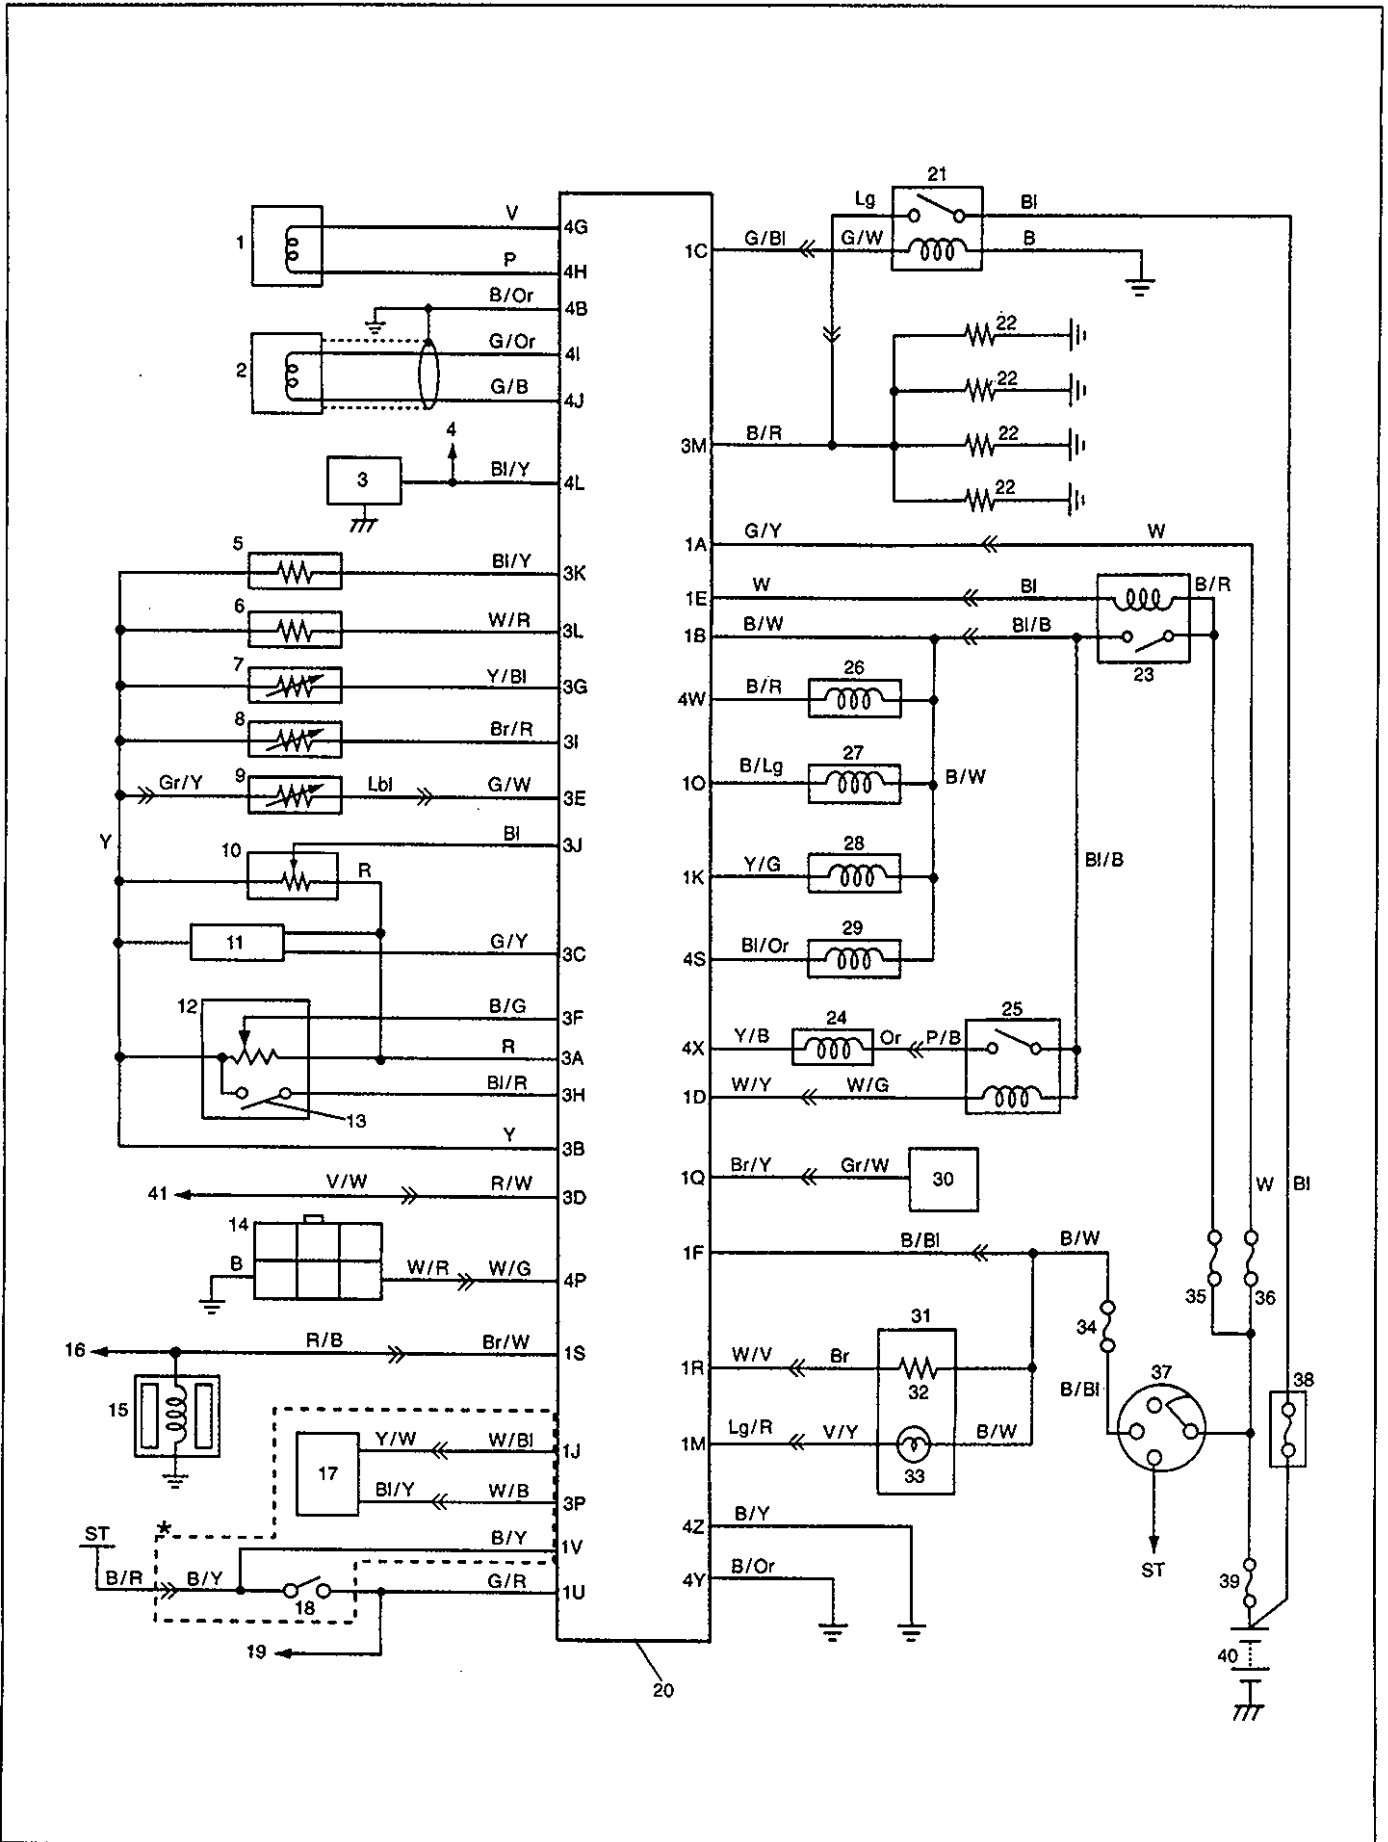 21
Lg Bl
1 V 4G
G/Bl G/W B
1C
P 4H
B/Or 4B
2 G/Or 4I
22
G/B 4J
22
4
3M B/R 22
3 Bl/Y 4L
22
1A G/Y W
5 Bl/Y 3K
1E W Bl B/R
6 W/R 3L
1B B/W Bl/B
23
7 Y/Bl 3G
26
4W B/R
8 Br/R 3I
27
1O B/Lg B/W
Gr/Y 9 Lbl G/W 3E
Y
Bl 3J
10 R
28
1K Y/G Bl/B
11 G/Y 3C
29
4S Bl/Or
12 B/G 3F
24 25
4X Y/B Or P/B
R 3A
1D W/Y W/G
Bl/R 3H
13
Y 3B
1Q Br/Y Gr/W 30
41 V/W R/W 3D
W Bl
14
1F B/Bl B/W
B W/R W/G 4P
35 36
34
31
16 R/B Br/W 1S
1R W/V Br
32
B/Bl 37 38
15
1M Lg/R V/Y B/W
33
17 Y/W W/Bl 1J
Bl/Y W/B 3P
4Z B/Y
ST *
B/Y 1V
B/R B/Y G/R 1U
18
4Y B/Or
ST
39
19
40
20